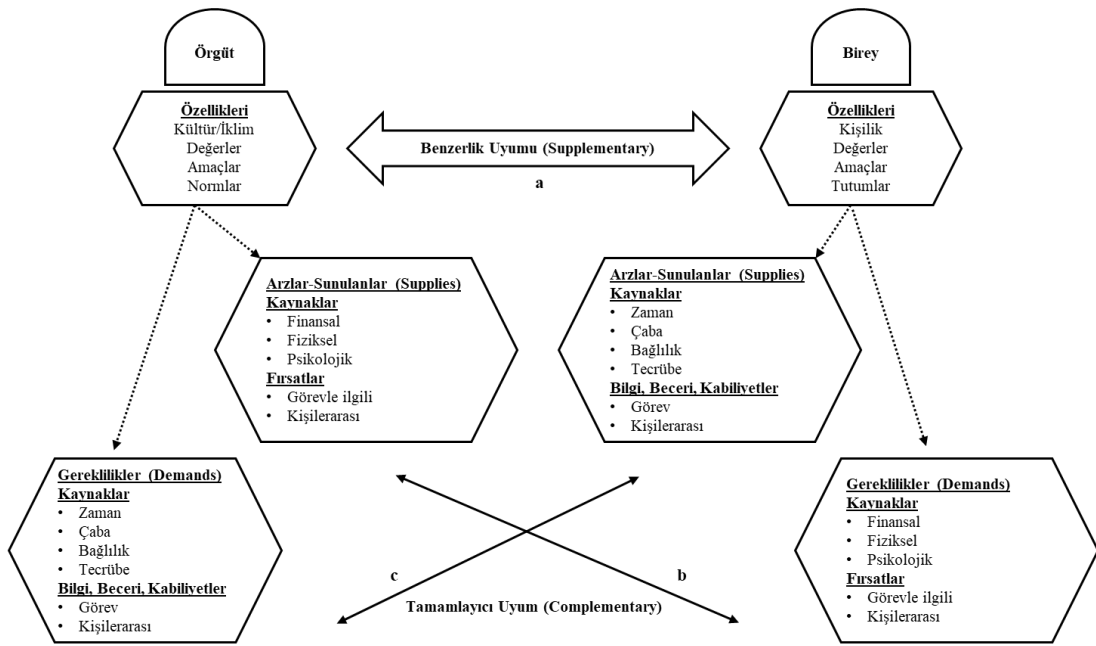 Örgüt
Özellikleri
Kültür/İklim
Değerler
Amaçlar
Normlar
Benzerlik Uyumu (Supplementary)
a
Birey
Özellikleri
Kişilik
Değerler
Amaçlar
Tutumlar
Arzlar-Sunulanlar (Supplies)
Kaynaklar
• Finansal
• Fiziksel
• Psikolojik
Fırsatlar
• Görevle ilgili
• Kişilerarası
Arzlar-Sunulanlar (Supplies)
Kaynaklar
• Zaman
• Çaba
• Bağlılık
• Tecrübe
Bilgi, Beceri, Kabiliyetler
• Görev
• Kişilerarası
Gereklilikler (Demands)
Kaynaklar
• Zaman
• Çaba
• Bağlılık
• Tecrübe
Bilgi, Beceri, Kabiliyetler
• Görev
• Kişilerarası
c
b
Tamamlayıcı Uyum (Complementary)
Gereklilikler (Demands)
Kaynaklar
• Finansal
• Fiziksel
• Psikolojik
Fırsatlar
• Görevle ilgili
• Kişilerarası